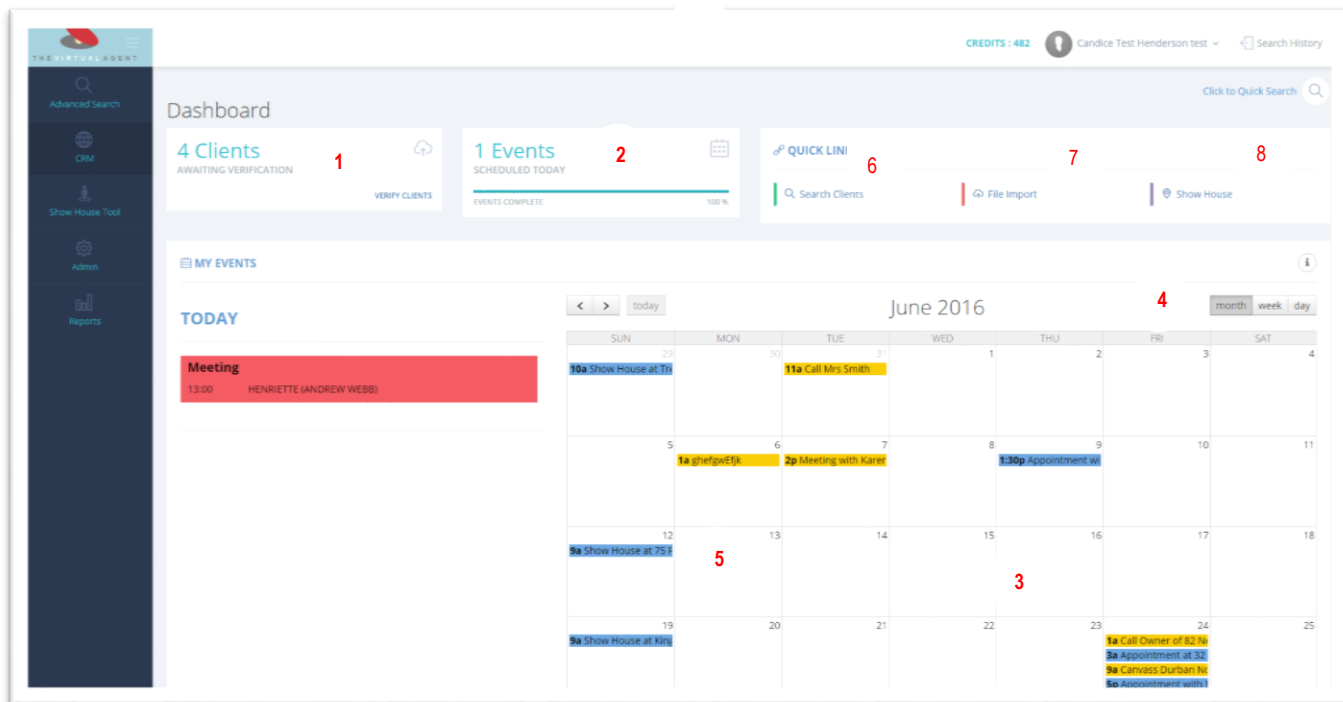 THE VIRTUAL AGENT
CREDITS : 482
Candice Test Henderson test
Search History
Advanced Search
CRM
Show House Tool
Admin
Reports
Click to Quick Search
Dashboard
4 Clients
AWAITING VERIFICATION
1
VERIFY CLIENTS
1 Events
SCHEDULED TODAY
2
EVENTS COMPLETE 100 %
QUICK LIN
6 7 8
Search Clients
File Import
Show House
MY EVENTS
i
TODAY
Meeting
13:00 HENRIETTE (ANDREW WEBB)
< > today
June 2016
4
month week day
SUN MON TUE WED THU FRI SAT
29 30 31 1 2 3 4
10a Show House at Tre
11a Call Mrs Smith
5 6 7 8 9 10 11
1a ghefgwEfjk
2p Meeting with Karen
1:30p Appointment wi
12 13 14 15 16 17 18
9a Show House at 75
5
3
19 20 21 22 23 24 25
9a Show House at King
1a Call Owner of 82
3a Appointment at 32
9a Canvass Durban
5p Appointment with